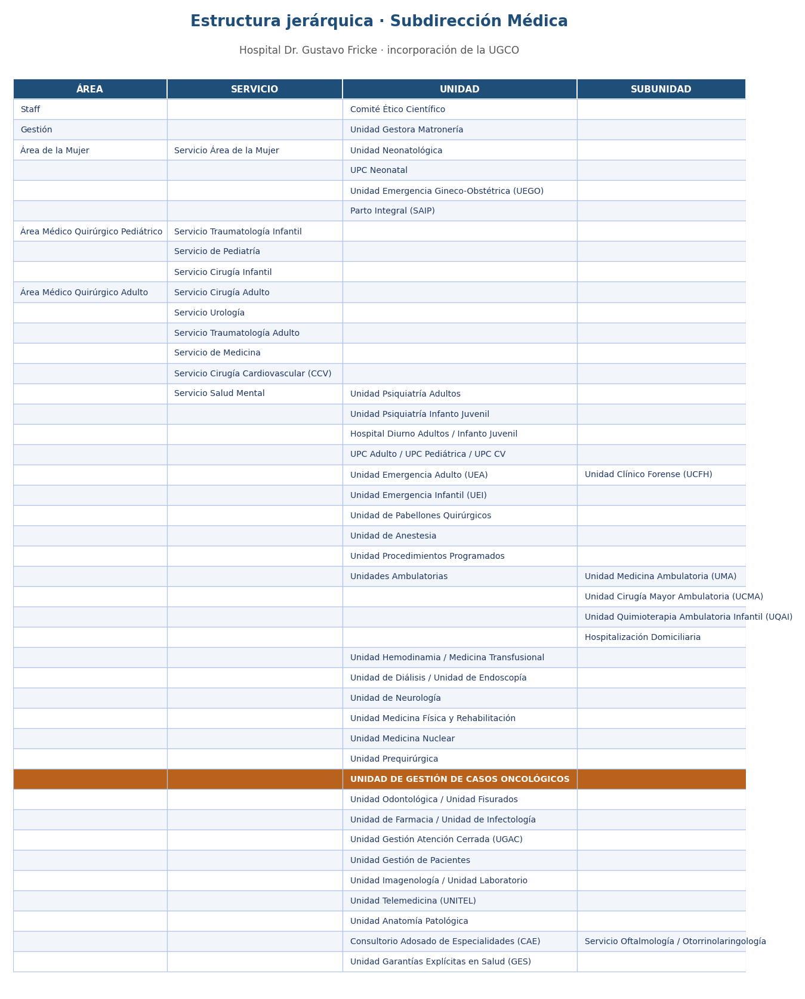 Estructura jerárquica · Subdirección Médica
Hospital Dr. Gustavo Fricke · incorporación de la UGCO
ÁREA SERVICIO UNIDAD SUBUNIDAD
Staff Comité Ético Científico
Gestión Unidad Gestora Matronería
Área de la Mujer Servicio Área de la Mujer Unidad Neonatológica
UPC Neonatal
Unidad Emergencia Gineco-Obstétrica (UEGO)
Parto Integral (SAIP)
Área Médico Quirúrgico Pediátrico Servicio Traumatología Infantil
Servicio de Pediatría
Servicio Cirugía Infantil
Área Médico Quirúrgico Adulto Servicio Cirugía Adulto
Servicio Urología
Servicio Traumatología Adulto
Servicio de Medicina
Servicio Cirugía Cardiovascular (CCV)
Servicio Salud Mental Unidad Psiquiatría Adultos
Unidad Psiquiatría Infanto Juvenil
Hospital Diurno Adultos / Infanto Juvenil
UPC Adulto / UPC Pediátrica / UPC CV
Unidad Emergencia Adulto (UEA) Unidad Clínico Forense (UCFH)
Unidad Emergencia Infantil (UEI)
Unidad de Pabellones Quirúrgicos
Unidad de Anestesia
Unidad Procedimientos Programados
Unidades Ambulatorias Unidad Medicina Ambulatoria (UMA)
Unidad Cirugía Mayor Ambulatoria (UCMA)
Unidad Quimioterapia Ambulatoria Infantil (UQAI)
Hospitalización Domiciliaria
Unidad Hemodinamia / Medicina Transfusional
Unidad de Diálisis / Unidad de Endoscopía
Unidad de Neurología
Unidad Medicina Física y Rehabilitación
Unidad Medicina Nuclear
Unidad Prequirúrgica
UNIDAD DE GESTIÓN DE CASOS ONCOLÓGICOS
Unidad Odontológica / Unidad Fisurados
Unidad de Farmacia / Unidad de Infectología
Unidad Gestión Atención Cerrada (UGAC)
Unidad Gestión de Pacientes
Unidad Imagenología / Unidad Laboratorio
Unidad Telemedicina (UNITEL)
Unidad Anatomía Patológica
Consultorio Adosado de Especialidades (CAE) Servicio Oftalmología / Otorrinolaringología
Unidad Garantías Explícitas en Salud (GES)